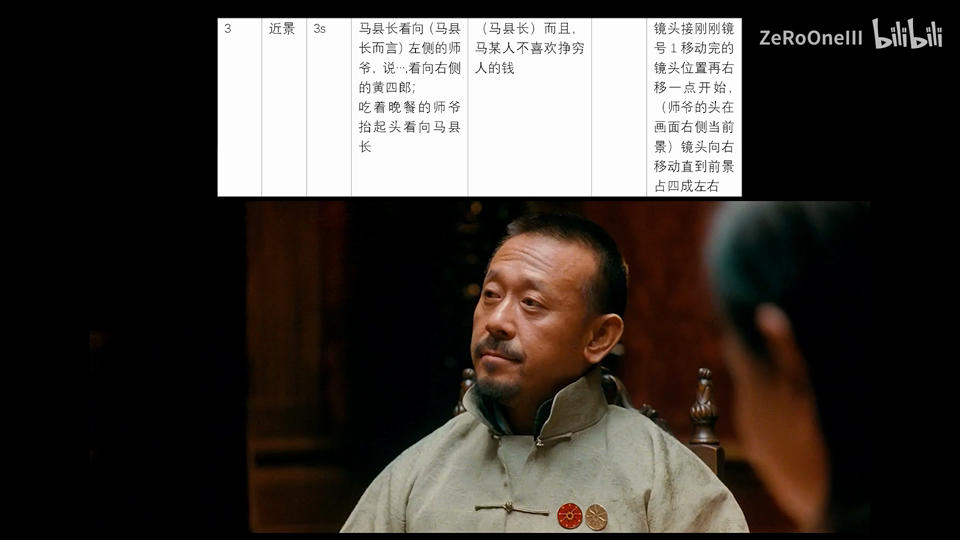 3
近景
3s
马县长看向（马县
长而言）左侧的师
爷，说…,看向右侧
的黄四郎；
吃着晚餐的师爷
抬起头看向马县
长
（马县长）而且，
马某人不喜欢挣穷
人的钱
镜头接刚刚镜
号 1 移动完的
镜头位置再右
移一点开始，
（师爷的头在
画面右侧当前
景）镜头向右
移动直到前景
占四成左右
ZeRoOneIII bilibili